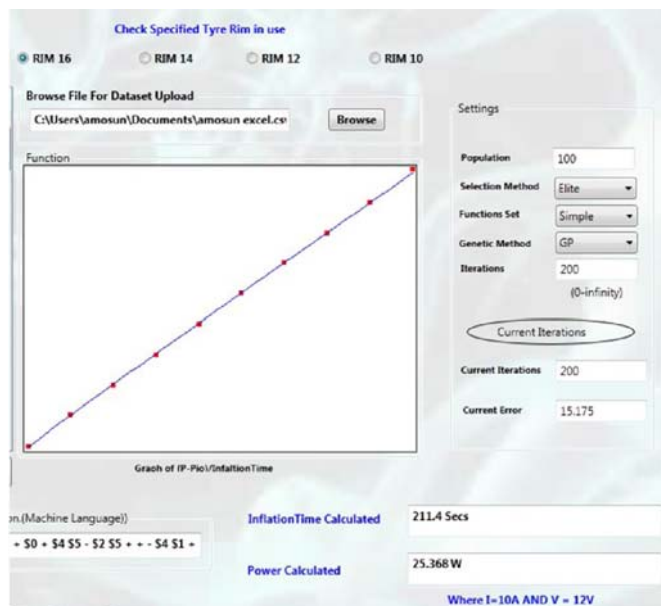 Check Specified Tyre Rim in use
RIM 16 RIM 14 RIM 12 RIM 10
Browse File For Dataset Upload
C:\Users\amosun\Documents\amosun excel.csv Browse
Function
Graoh of (P-Pio)/InfaltionTime
Settings
Population 100
Selection Method Elite
Functions Set Simple
Genetic Method GP
Iterations 200
(0-infinity)
Current Iterations
Current Iterations 200
Current Error 15.175
on.(Machine Language))
+ $0 + $4 $5 - $2 $5 + + - $4 $1 +
InflationTime Calculated 211.4 Secs
Power Calculated 25.368 W
Where I=10A AND V = 12V